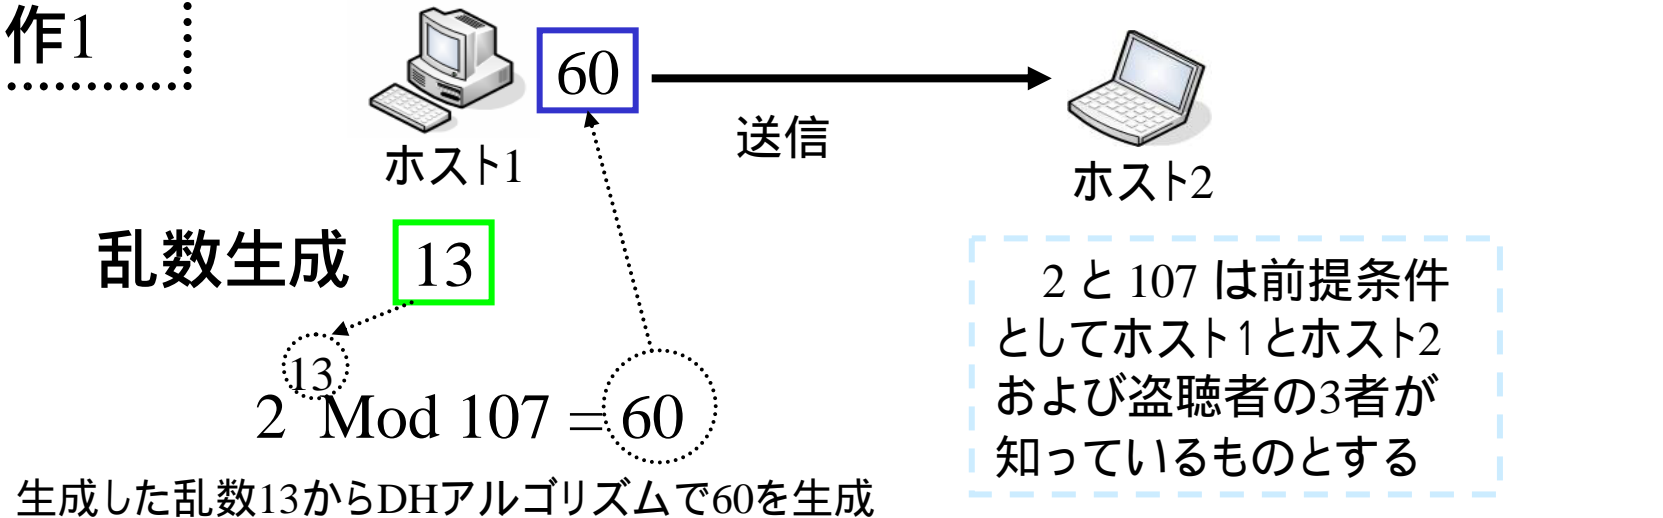 作1
60
送信
ホスト1
ホスト2
乱数生成 13
13
2 Mod 107 = 60
生成した乱数13からDHアルゴリズムで60を生成
2 と 107 は前提条件
としてホスト1とホスト2
および盗聴者の3者が
知っているものとする